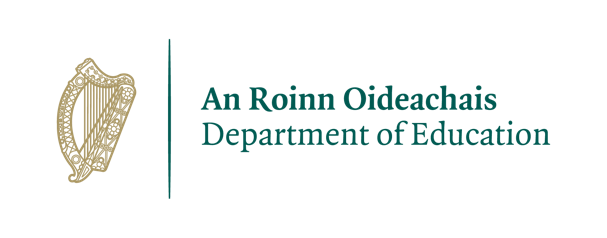 An Roinn Oideachais
Department of Education